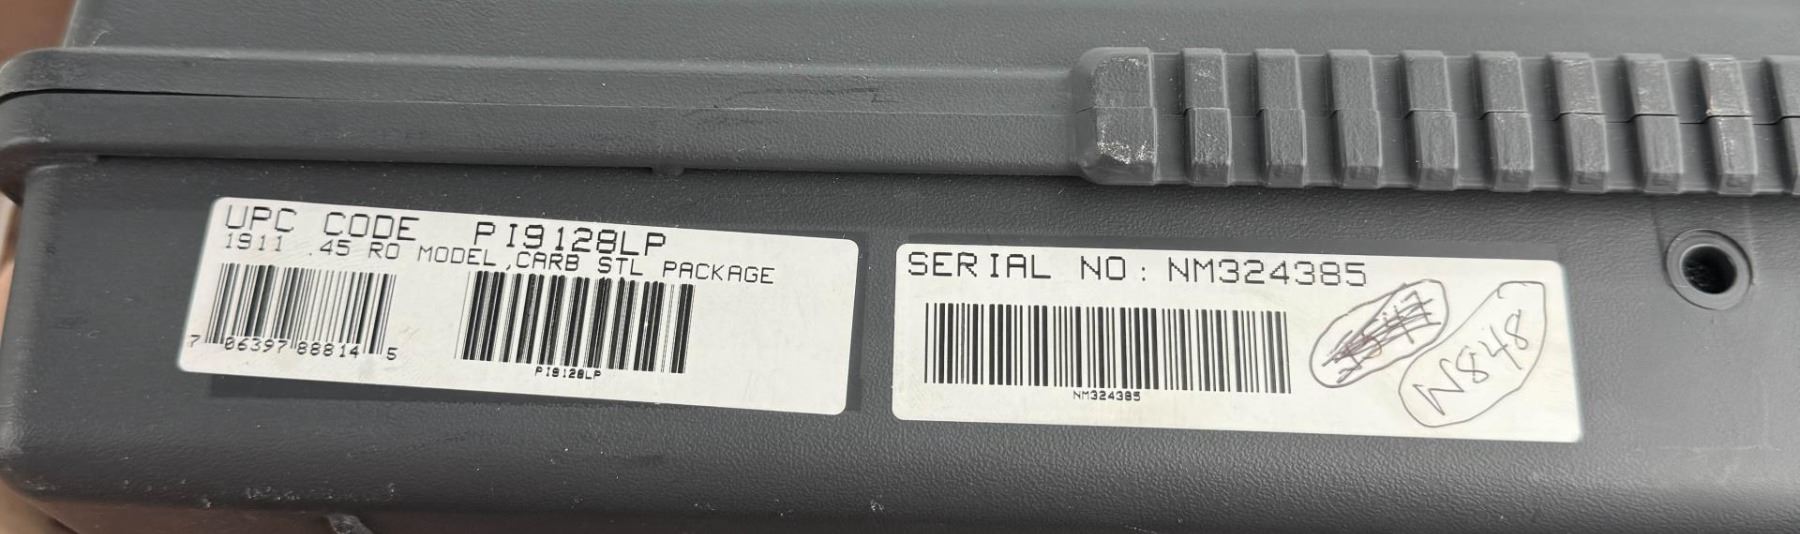 UPC CODE PI9128LP
1911 .45 RO MODEL,CARB STL PACKAGE
7 06397 88814 5
PI9128LP
SERIAL NO: NM324385
NM324385
N848